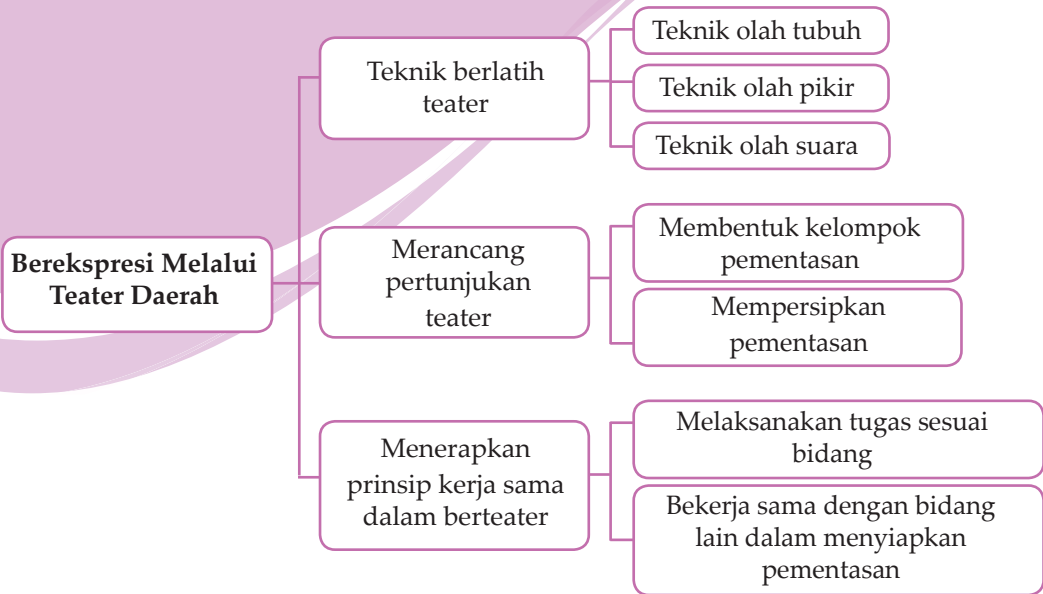 Berekspresi Melalui
Teater Daerah
Teknik berlatih
teater
Teknik olah tubuh
Teknik olah pikir
Teknik olah suara
Merancang
pertunjukan
teater
Membentuk kelompok
pementasan
Mempersipkan
pementasan
Menerapkan
prinsip kerja sama
dalam berteater
Melaksanakan tugas sesuai
bidang
Bekerja sama dengan bidang
lain dalam menyiapkan
pementasan